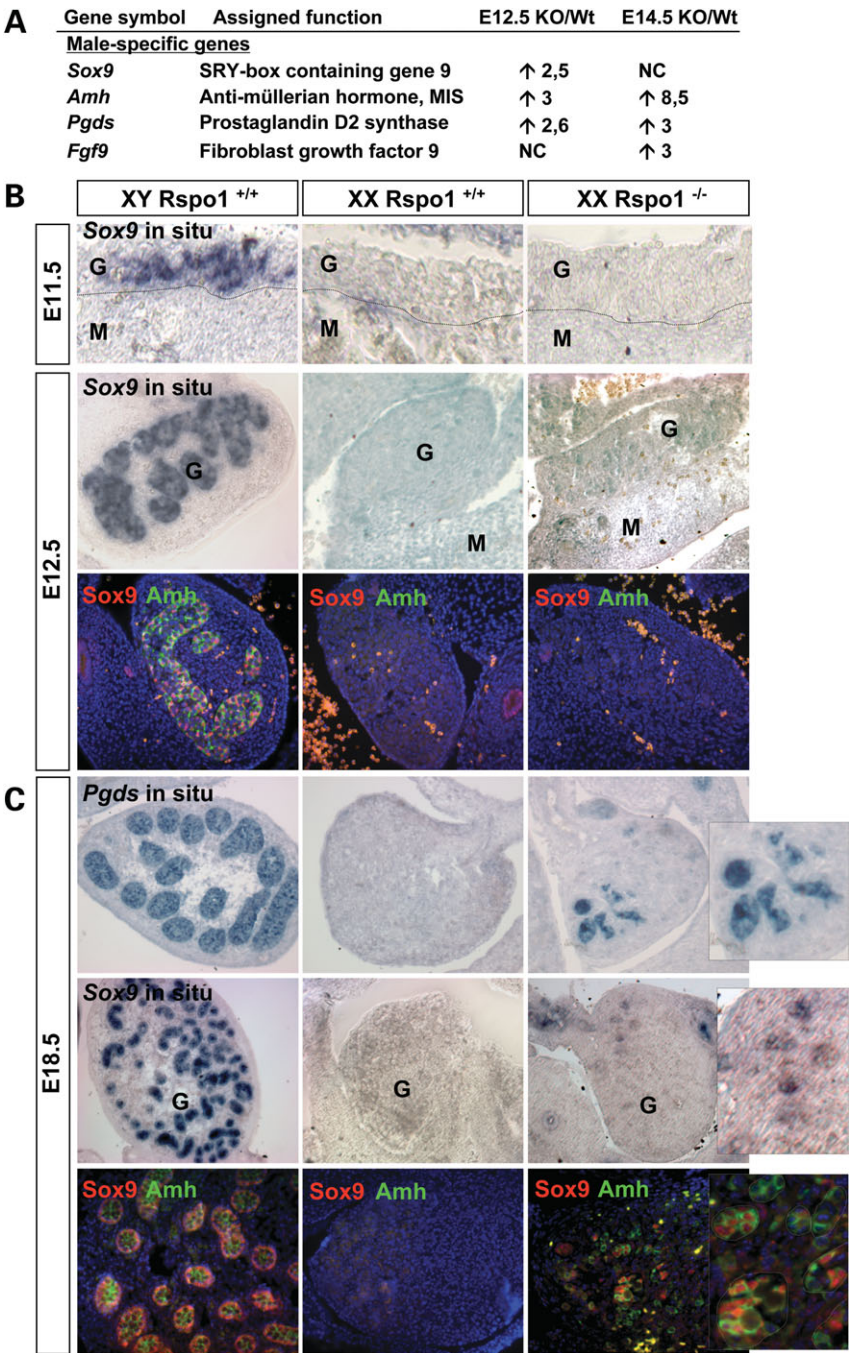 A
Gene symbol Assigned function E12.5 KO/Wt E14.5 KO/Wt
Male-specific genes
Sox9 SRY-box containing gene 9 ↑ 2,5 NC
Amh Anti-müllerian hormone, MIS ↑ 3 ↑ 8,5
Pgds Prostaglandin D2 synthase ↑ 2,6 ↑ 3
Fgf9 Fibroblast growth factor 9 NC ↑ 3
B
XY Rspo1 +/+ XX Rspo1 +/+ XX Rspo1 -/-
E11.5
Sox9 in situ
G G G
M M M
E12.5
Sox9 in situ
G G G
M M
Sox9 Amh Sox9 Amh Sox9 Amh
C
E18.5
Pgds in situ
Sox9 in situ
G G G
Sox9 Amh Sox9 Amh Sox9 Amh